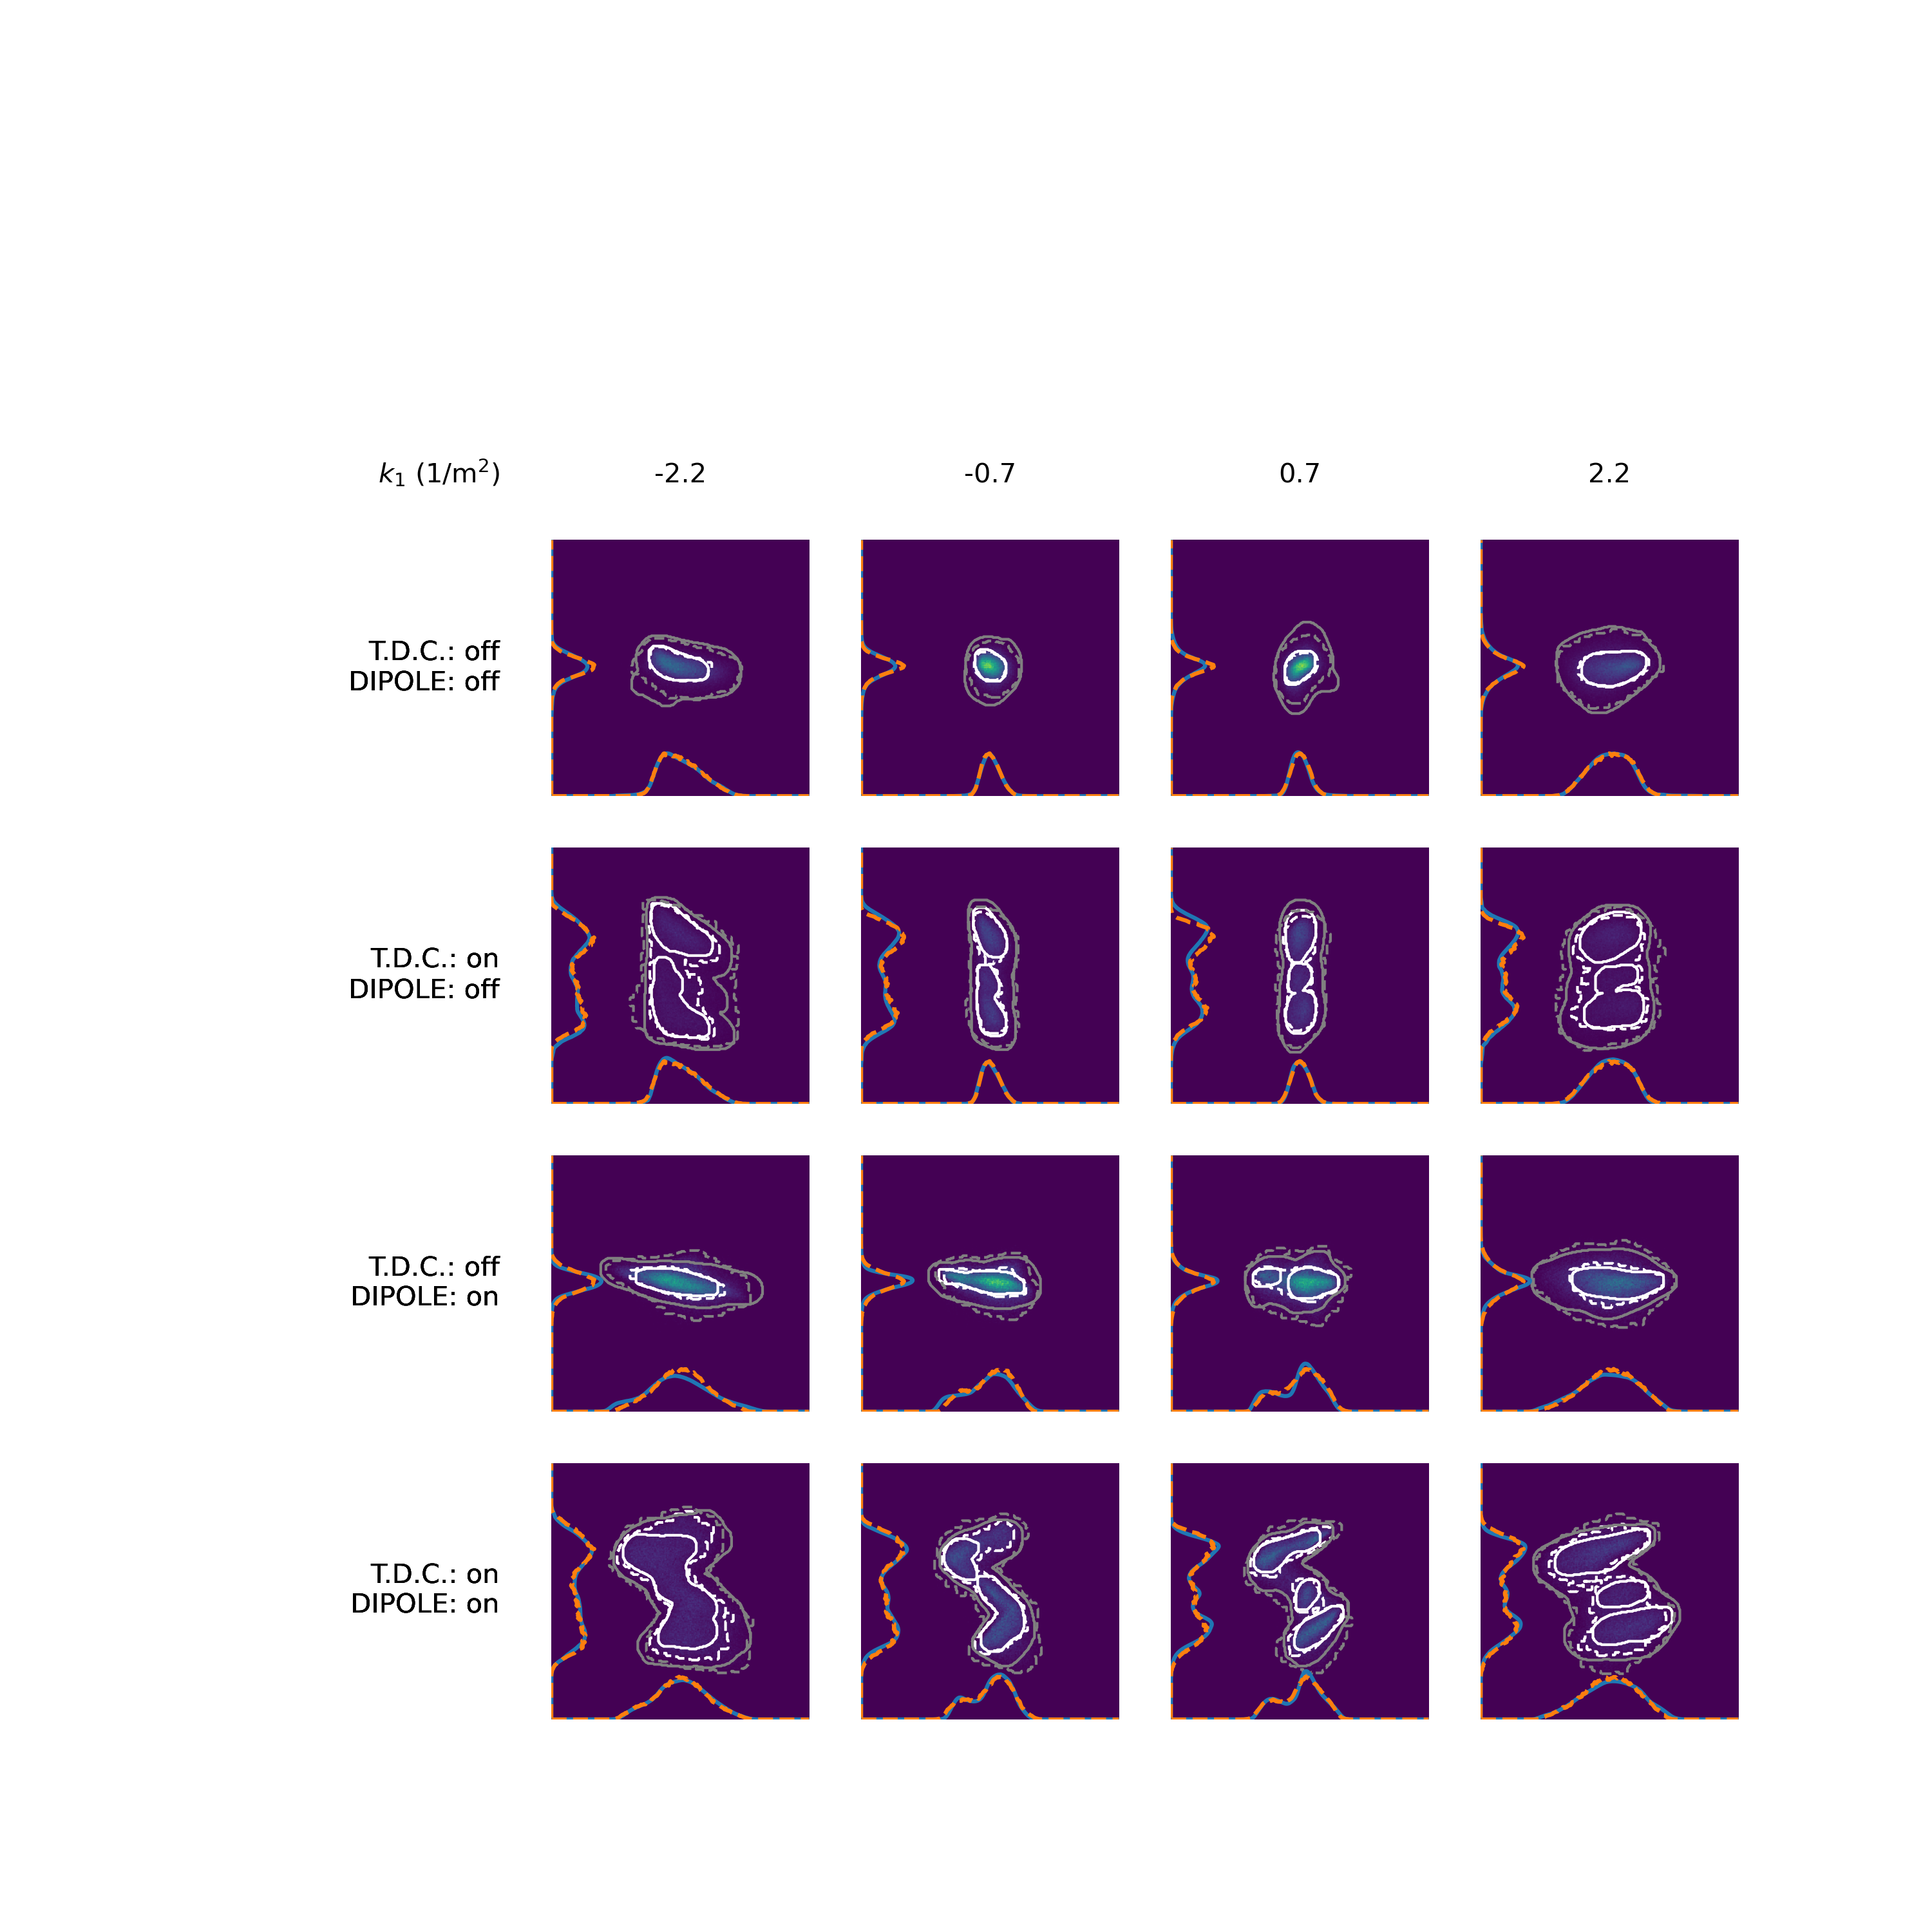 k₁ (1/m²) -2.2 -0.7 0.7 2.2
T.D.C.: off
DIPOLE: off
T.D.C.: on
DIPOLE: off
T.D.C.: off
DIPOLE: on
T.D.C.: on
DIPOLE: on